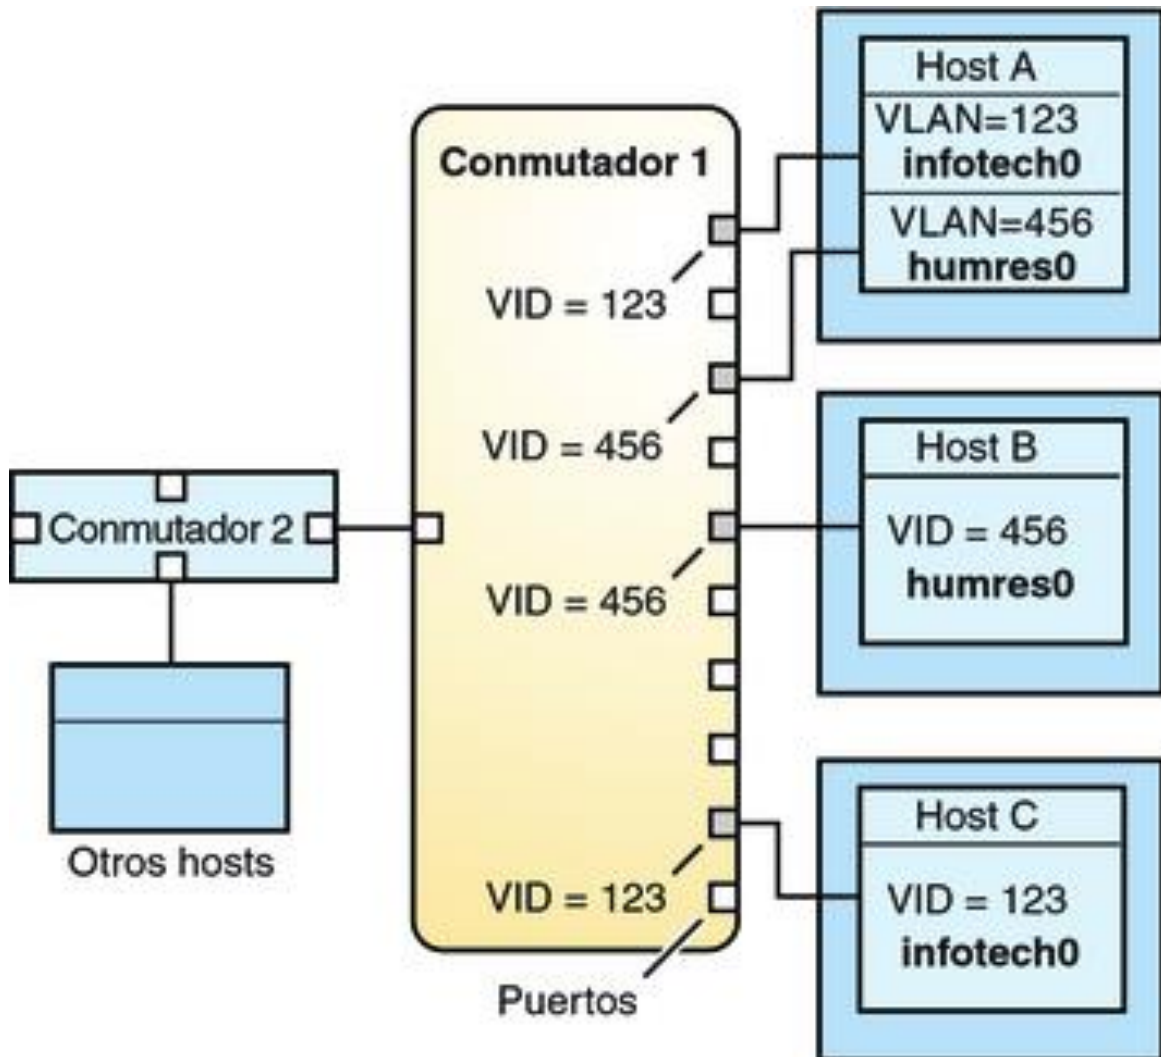 Conmutador 1
VID = 123
VID = 456
VID = 456
VID = 123
Puertos
Conmutador 2
Otros hosts
Host A
VLAN=123
infotech0
VLAN=456
humres0
Host B
VID = 456
humres0
Host C
VID = 123
infotech0